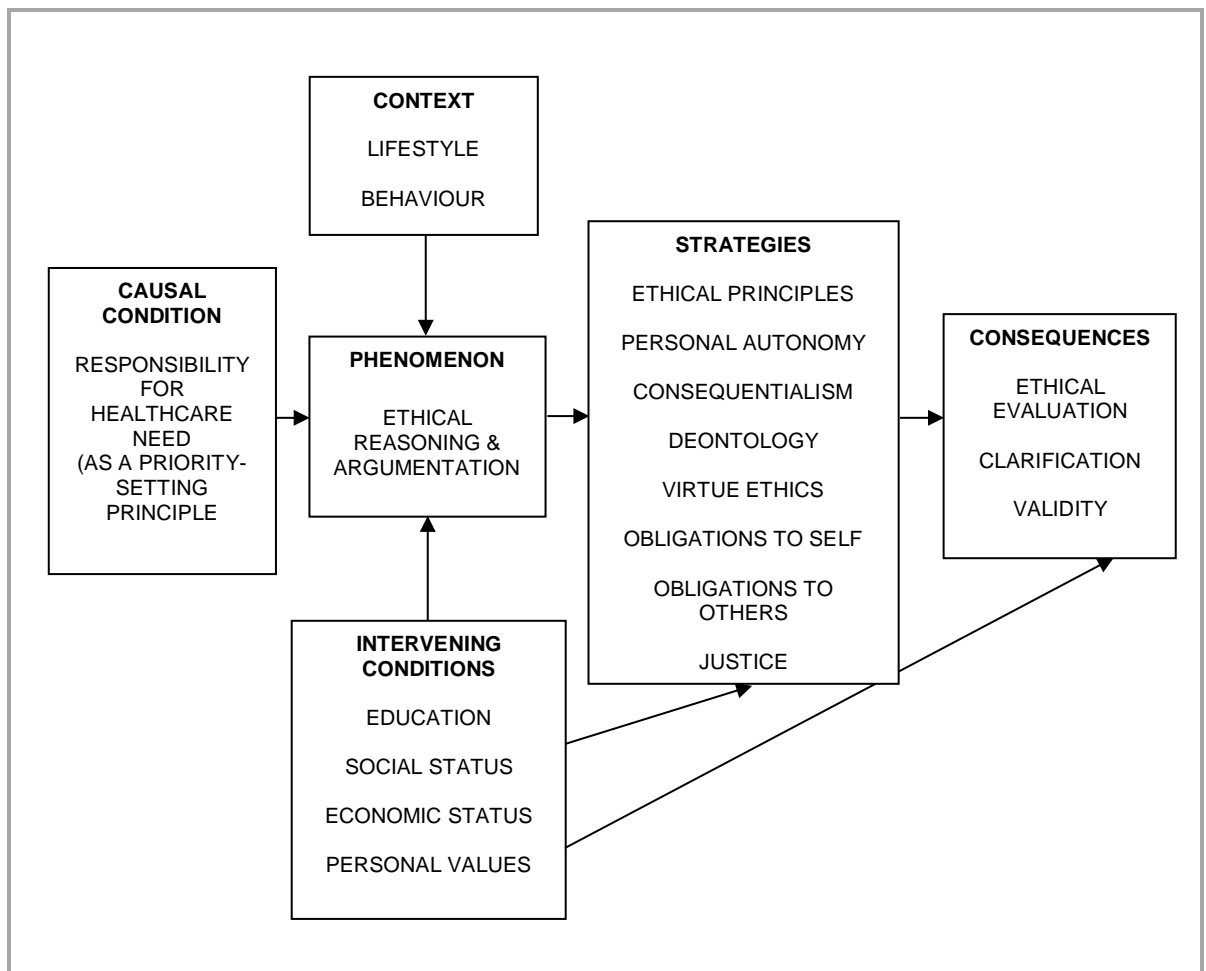 CONTEXT
LIFESTYLE
BEHAVIOUR
CAUSAL
CONDITION
RESPONSIBILITY
FOR
HEALTHCARE
NEED
(AS A PRIORITY-
SETTING
PRINCIPLE
PHENOMENON
ETHICAL
REASONING &
ARGUMENTATION
STRATEGIES
ETHICAL PRINCIPLES
PERSONAL AUTONOMY
CONSEQUENTIALISM
DEONTOLOGY
VIRTUE ETHICS
OBLIGATIONS TO SELF
OBLIGATIONS TO
OTHERS
JUSTICE
CONSEQUENCES
ETHICAL
EVALUATION
CLARIFICATION
VALIDITY
INTERVENING
CONDITIONS
EDUCATION
SOCIAL STATUS
ECONOMIC STATUS
PERSONAL VALUES